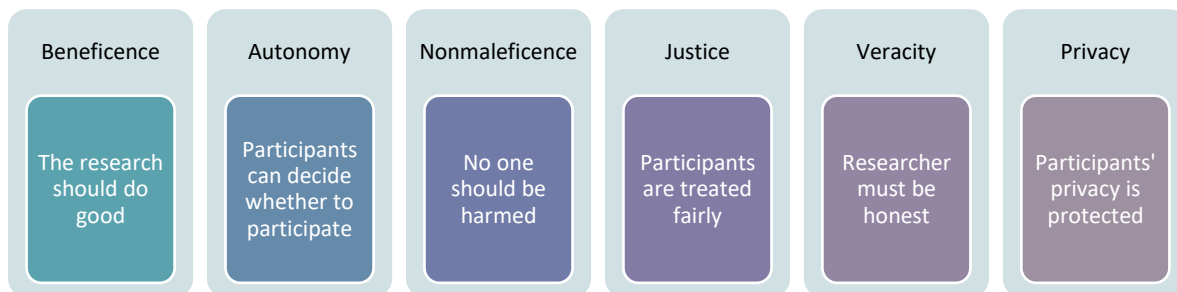 Beneficence
The research
should do
good
Autonomy
Participants
can decide
whether to
participate
Nonmaleficence
No one
should be
harmed
Justice
Participants
are treated
fairly
Veracity
Researcher
must be
honest
Privacy
Participants'
privacy is
protected